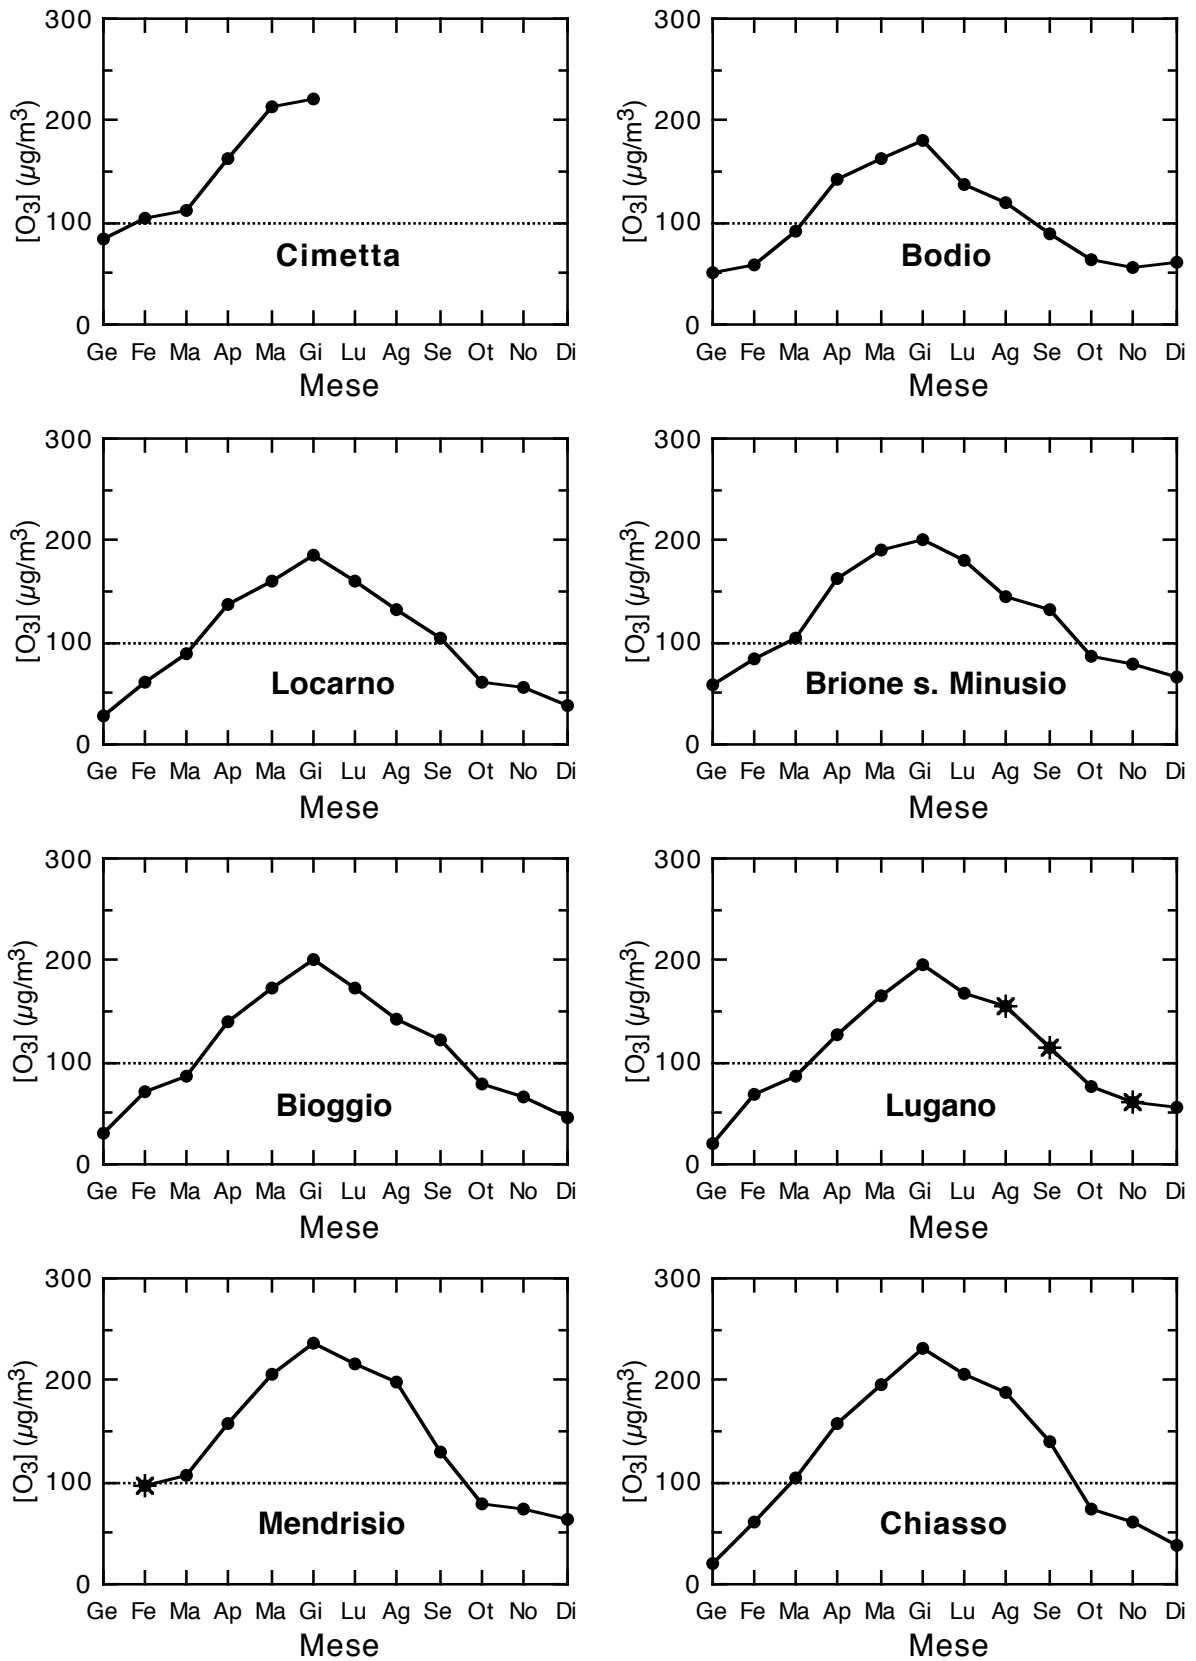 300
200
100
0
[O3] (µg/m3)
Cimetta
Ge Fe Ma Ap Ma Gi Lu Ag Se Ot No Di
Mese
300
200
100
0
[O3] (µg/m3)
Bodio
Ge Fe Ma Ap Ma Gi Lu Ag Se Ot No Di
Mese
300
200
100
0
[O3] (µg/m3)
Locarno
Ge Fe Ma Ap Ma Gi Lu Ag Se Ot No Di
Mese
300
200
100
0
[O3] (µg/m3)
Brione s. Minusio
Ge Fe Ma Ap Ma Gi Lu Ag Se Ot No Di
Mese
300
200
100
0
[O3] (µg/m3)
Bioggio
Ge Fe Ma Ap Ma Gi Lu Ag Se Ot No Di
Mese
300
200
100
0
[O3] (µg/m3)
Lugano
Ge Fe Ma Ap Ma Gi Lu Ag Se Ot No Di
Mese
300
200
100
0
[O3] (µg/m3)
Mendrisio
Ge Fe Ma Ap Ma Gi Lu Ag Se Ot No Di
Mese
300
200
100
0
[O3] (µg/m3)
Chiasso
Ge Fe Ma Ap Ma Gi Lu Ag Se Ot No Di
Mese